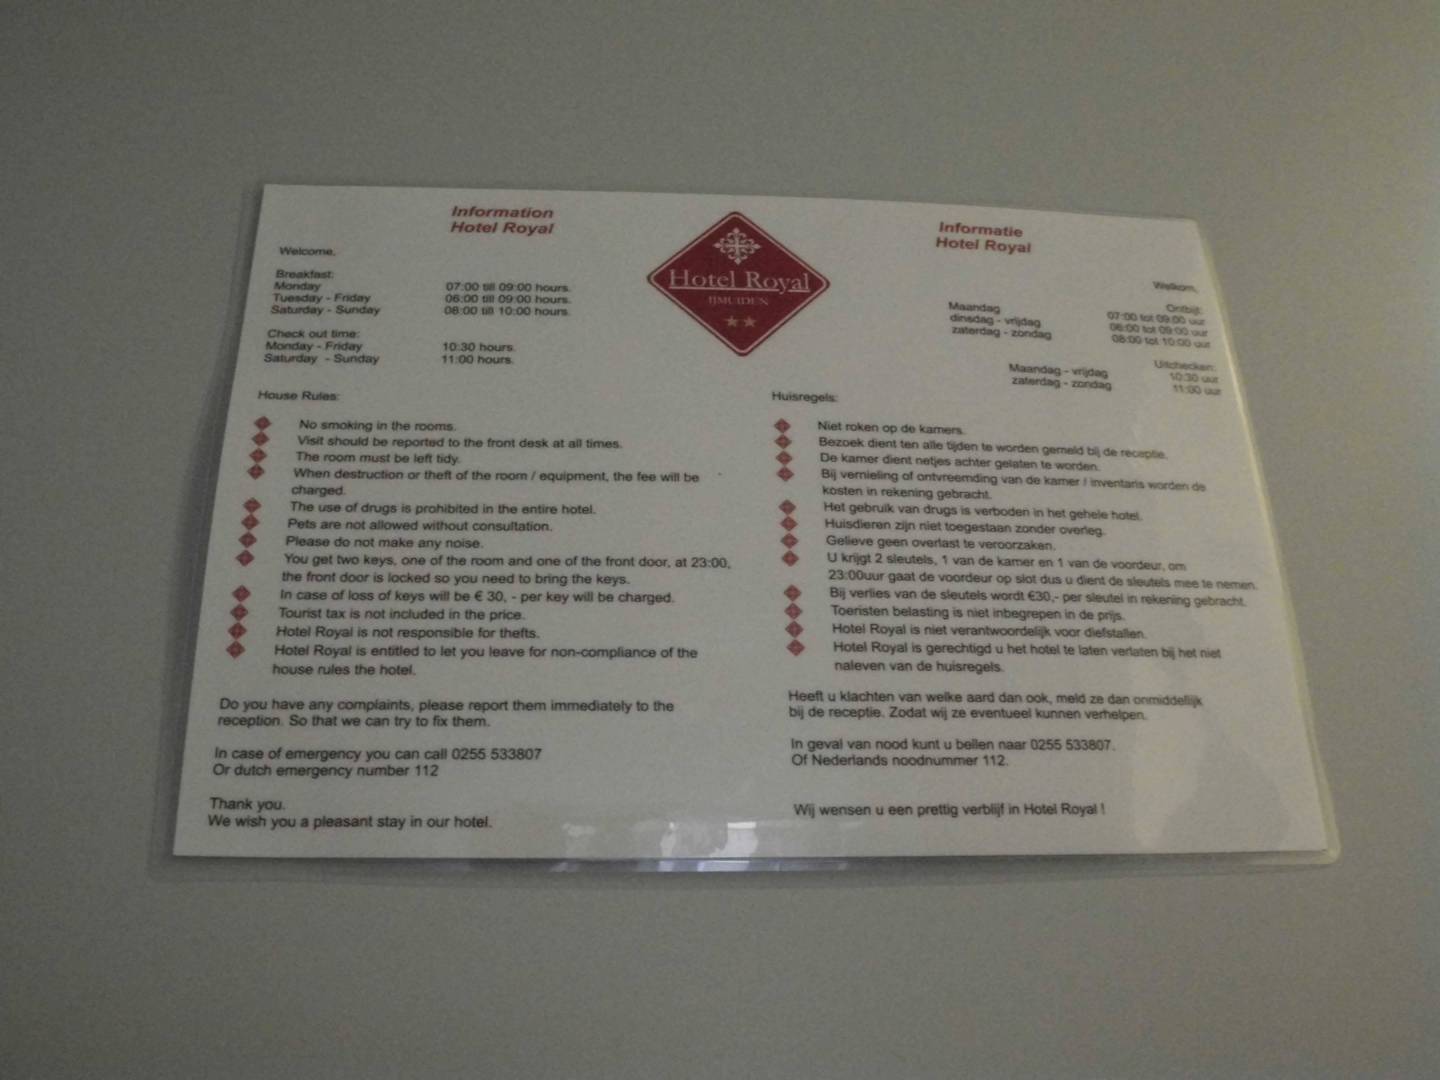 Information
Hotel Royal
Welcome,
Breakfast:
Monday 07:00 till 09:00 hours.
Tuesday - Friday 06:00 till 09:00 hours.
Saturday - Sunday 08:00 till 10:00 hours.
Check out time:
Monday - Friday 10:30 hours.
Saturday - Sunday 11:00 hours.
House Rules:
No smoking in the rooms.
Visit should be reported to the front desk at all times.
The room must be left tidy.
When destruction or theft of the room / equipment, the fee will be
charged.
The use of drugs is prohibited in the entire hotel.
Pets are not allowed without consultation.
Please do not make any noise.
You get two keys, one of the room and one of the front door, at 23:00,
the front door is locked so you need to bring the keys.
In case of loss of keys will be € 30, - per key will be charged.
Tourist tax is not included in the price.
Hotel Royal is not responsible for thefts.
Hotel Royal is entitled to let you leave for non-compliance of the
house rules the hotel.
Do you have any complaints, please report them immediately to the
reception. So that we can try to fix them.
In case of emergency you can call 0255 533807
Or dutch emergency number 112
Thank you.
We wish you a pleasant stay in our hotel.
Hotel Royal
IJMUIDEN
Informatie
Hotel Royal
Welkom,
Ontbijt:
Maandag 07:00 tot 09:00 uur
dinsdag - vrijdag 06:00 tot 09:00 uur
zaterdag - zondag 08:00 tot 10:00 uur
Uitchecken:
Maandag - vrijdag 10:30 uur
zaterdag - zondag 11:00 uur
Huisregels:
Niet roken op de kamers.
Bezoek dient ten alle tijden te worden gemeld bij de receptie.
De kamer dient netjes achter gelaten te worden.
Bij vernieling of ontvreemding van de kamer / inventaris worden de
kosten in rekening gebracht.
Het gebruik van drugs is verboden in het gehele hotel.
Huisdieren zijn niet toegestaan zonder overleg.
Gelieve geen overlast te veroorzaken.
U krijgt 2 sleutels, 1 van de kamer en 1 van de voordeur, om
23:00uur gaat de voordeur op slot dus u dient de sleutels mee te nemen.
Bij verlies van de sleutels wordt €30,- per sleutel in rekening gebracht.
Toeristen belasting is niet inbegrepen in de prijs.
Hotel Royal is niet verantwoordelijk voor diefstallen.
Hotel Royal is gerechtigd u het hotel te laten verlaten bij het niet
naleven van de huisregels.
Heeft u klachten van welke aard dan ook, meld ze dan onmiddellijk
bij de receptie. Zodat wij ze eventueel kunnen verhelpen.
In geval van nood kunt u bellen naar 0255 533807.
Of Nederlands noodnummer 112.
Wij wensen u een prettig verblijf in Hotel Royal !